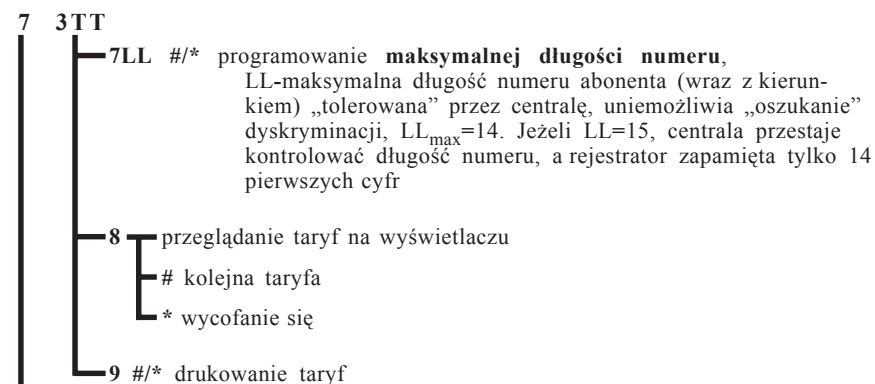 7 3TT
7LL #/* programowanie maksymalnej długości numeru,
LL-maksymalna długość numeru abonenta (wraz z kierun-
kiem) „tolerowana” przez centralę, uniemożliwia „oszukanie”
dyskryminacji, LLmax=14. Jeżeli LL=15, centrala przestaje
kontrolować długość numeru, a rejestrator zapamięta tylko 14
pierwszych cyfr
8 przeglądanie taryf na wyświetlaczu
# kolejna taryfa
* wycofanie się
9 #/* drukowanie taryf